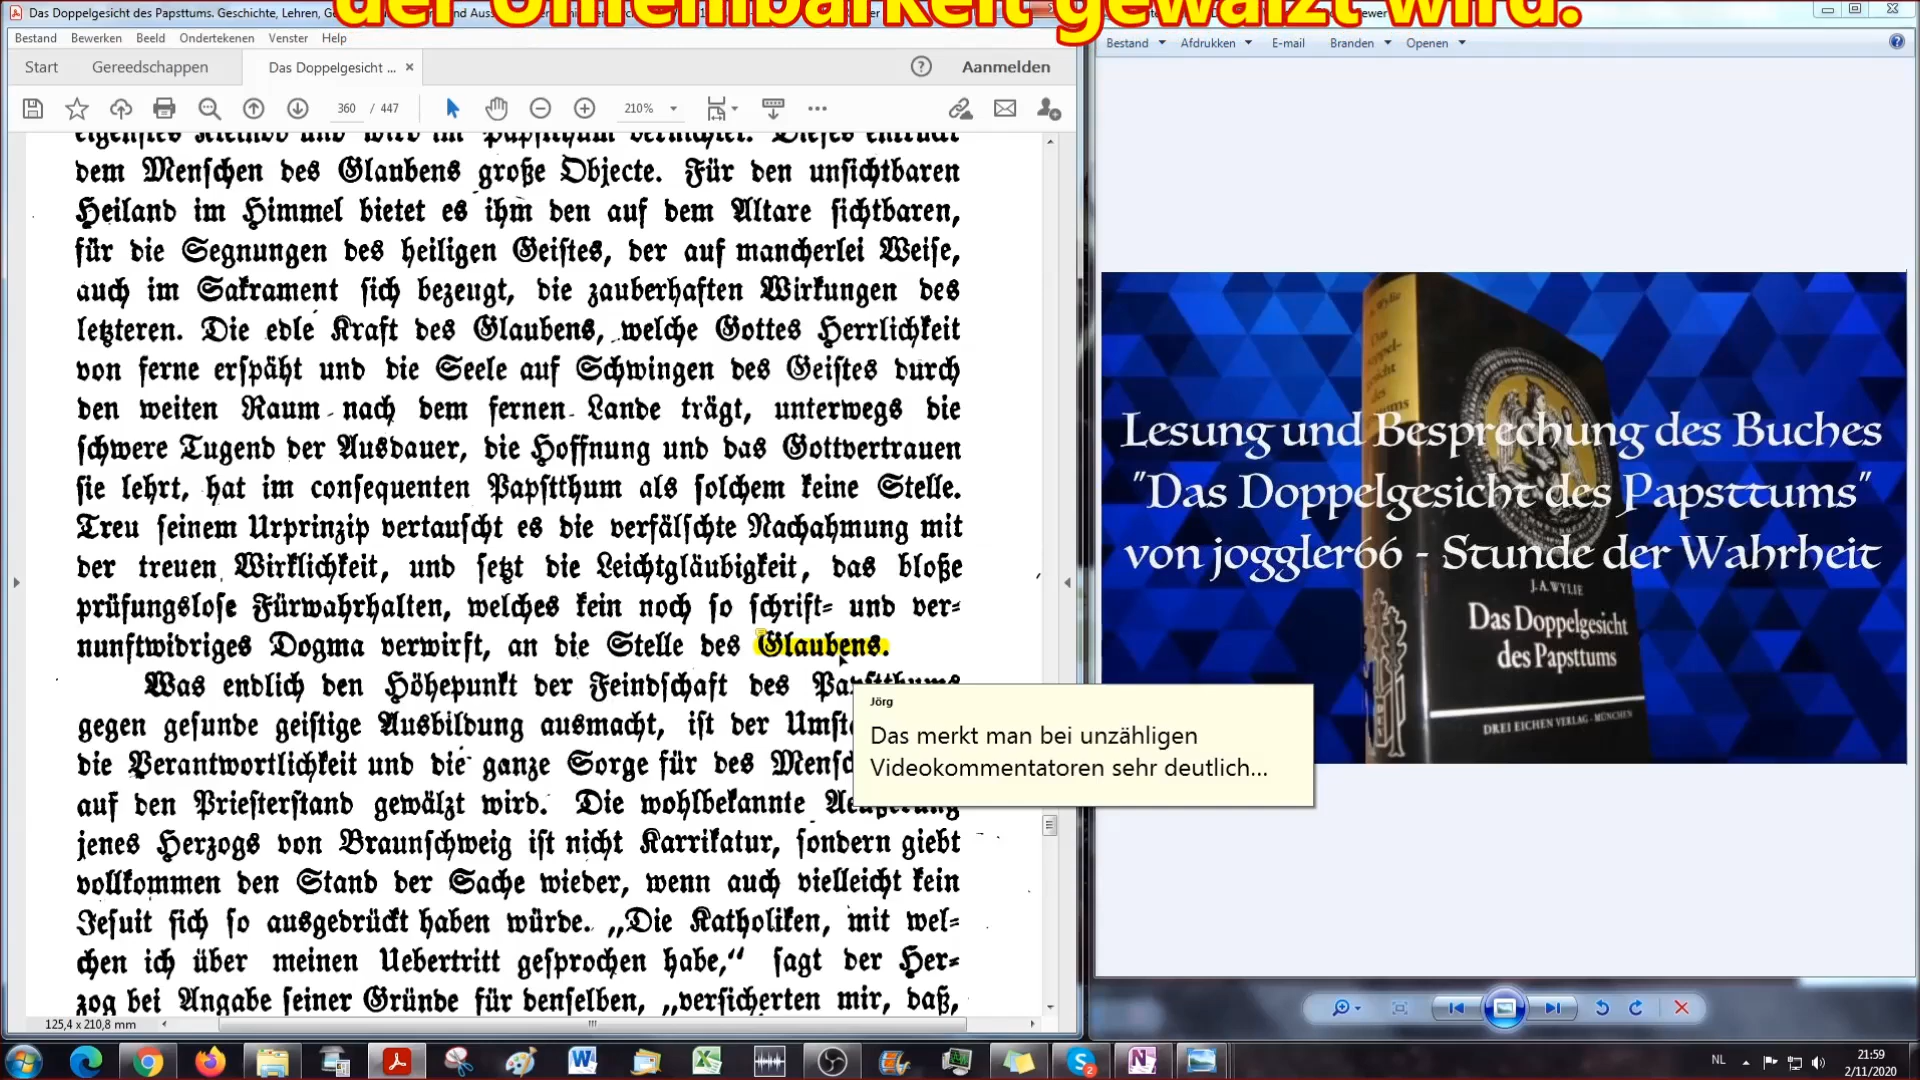 der Unfehlbarkeit gewälzt wird.
Das Doppelgesicht des Papsttums. Geschichte, Lehren, Ge
Bestand Bewerken Beeld Ondertekenen Venster Help
Start Gereedschappen Das Doppelgesicht ... × Aanmelden
360 / 447 210%
dem Menſchen des Glaubens große Objecte. Für den unſichtbaren
Heiland im Himmel bietet es ihm den auf dem Altare ſichtbaren,
für die Segnungen des heiligen Geiſtes, der auf mancherlei Weiſe,
auch im Sakrament ſich bezeugt, die zauberhaften Wirkungen des
letzteren. Die edle Kraft des Glaubens, welche Gottes Herrlichkeit
von ferne erſpäht und die Seele auf Schwingen des Geiſtes durch
den weiten Raum nach dem fernen Lande trägt, unterwegs die
ſchwere Tugend der Ausdauer, die Hoffnung und das Gottvertrauen
ſie lehrt, hat im conſequenten Papſtthum als ſolchem keine Stelle.
Treu ſeinem Urprinzip vertauſcht es die verfälſchte Nachahmung mit
der treuen Wirklichkeit, und ſetzt die Leichtgläubigkeit, das bloße
prüfungsloſe Fürwahrhalten, welches kein noch ſo ſchrift= und ver=
nunftwidriges Dogma verwirft, an die Stelle des Glaubens.
Was endlich den Höhepunkt der Feindſchaft des Papſtthums
gegen geſunde geiſtige Ausbildung ausmacht, iſt der Umſt
die Verantwortlichkeit und die ganze Sorge für des Menſc
auf den Prieſterſtand gewälzt wird. Die wohlbekannte Aeußerung
jenes Herzogs von Braunſchweig iſt nicht Karrikatur, ſondern giebt
vollkommen den Stand der Sache wieder, wenn auch vielleicht kein
Jeſuit ſich ſo ausgedrückt haben würde. „Die Katholiken, mit wel=
chen ich über meinen Uebertritt geſprochen habe,“ ſagt der Her=
zog bei Angabe ſeiner Gründe für denſelben, „verſicherten mir, daß,
125,4 x 210,8 mm
Jörg
Das merkt man bei unzähligen
Videokommentatoren sehr deutlich...
Bestand Afdrukken E-mail Branden Openen
Lesung und Besprechung des Buches
"Das Doppelgesicht des Papsttums"
von joggler66 - Stunde der Wahrheit
J.A.WYLIE
Das Doppelgesicht
des Papsttums
DREI EICHEN VERLAG · MÜNCHEN
NL
21:59
2/11/2020